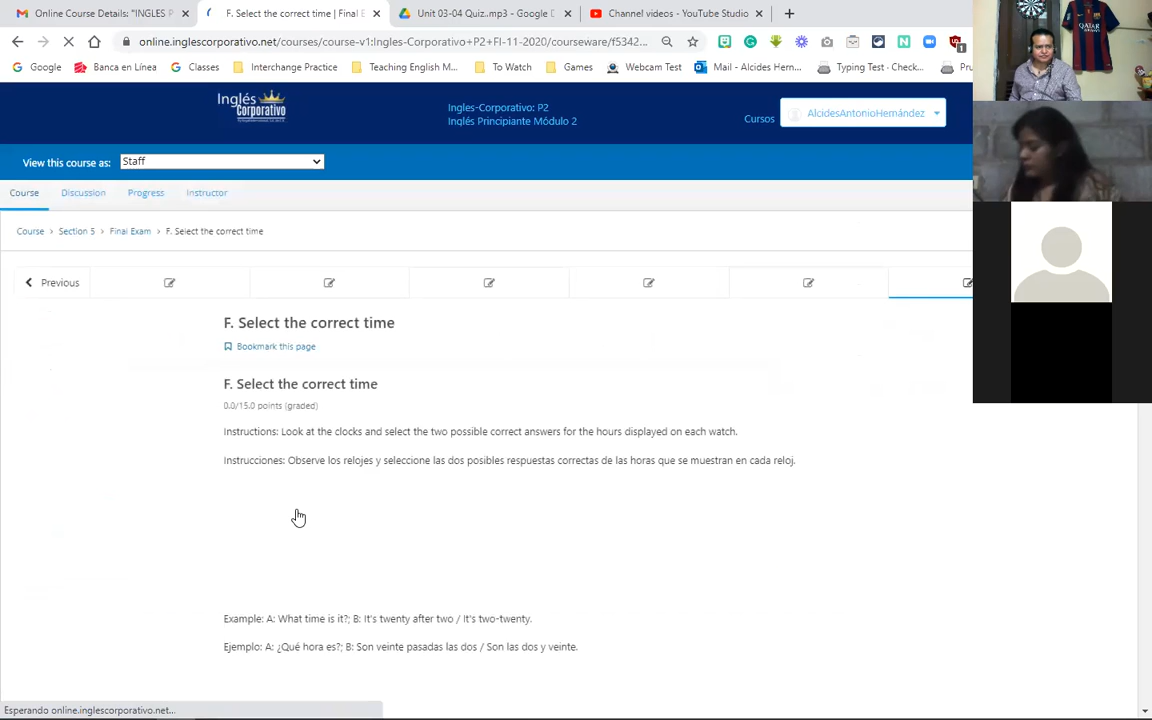 Online Course Details: "INGLES P
F. Select the correct time | Final E
Unit 03-04 Quiz..mp3 - Google D
Channel videos - YouTube Studio
online.inglescorporativo.net/courses/course-v1:Ingles-Corporativo+P2+FI-11-2020/courseware/f5342...
Google
Banca en Línea
Classes
Interchange Practice
Teaching English M...
To Watch
Games
Webcam Test
Mail - Alcides Hern...
Typing Test - Check...
Pru
Inglés
Corporativo
Ingles-Corporativo: P2
Inglés Principiante Módulo 2
Cursos
AlcidesAntonioHernández
View this course as:
Staff
Course
Discussion
Progress
Instructor
Course > Section 5 > Final Exam > F. Select the correct time
Previous
F. Select the correct time
Bookmark this page
F. Select the correct time
0.0/15.0 points (graded)
Instructions: Look at the clocks and select the two possible correct answers for the hours displayed on each watch.
Instrucciones: Observe los relojes y seleccione las dos posibles respuestas correctas de las horas que se muestran en cada reloj.
Example: A: What time is it?; B: It's twenty after two / It's two-twenty.
Ejemplo: A: ¿Qué hora es?; B: Son veinte pasadas las dos / Son las dos y veinte.
Esperando online.inglescorporativo.net...